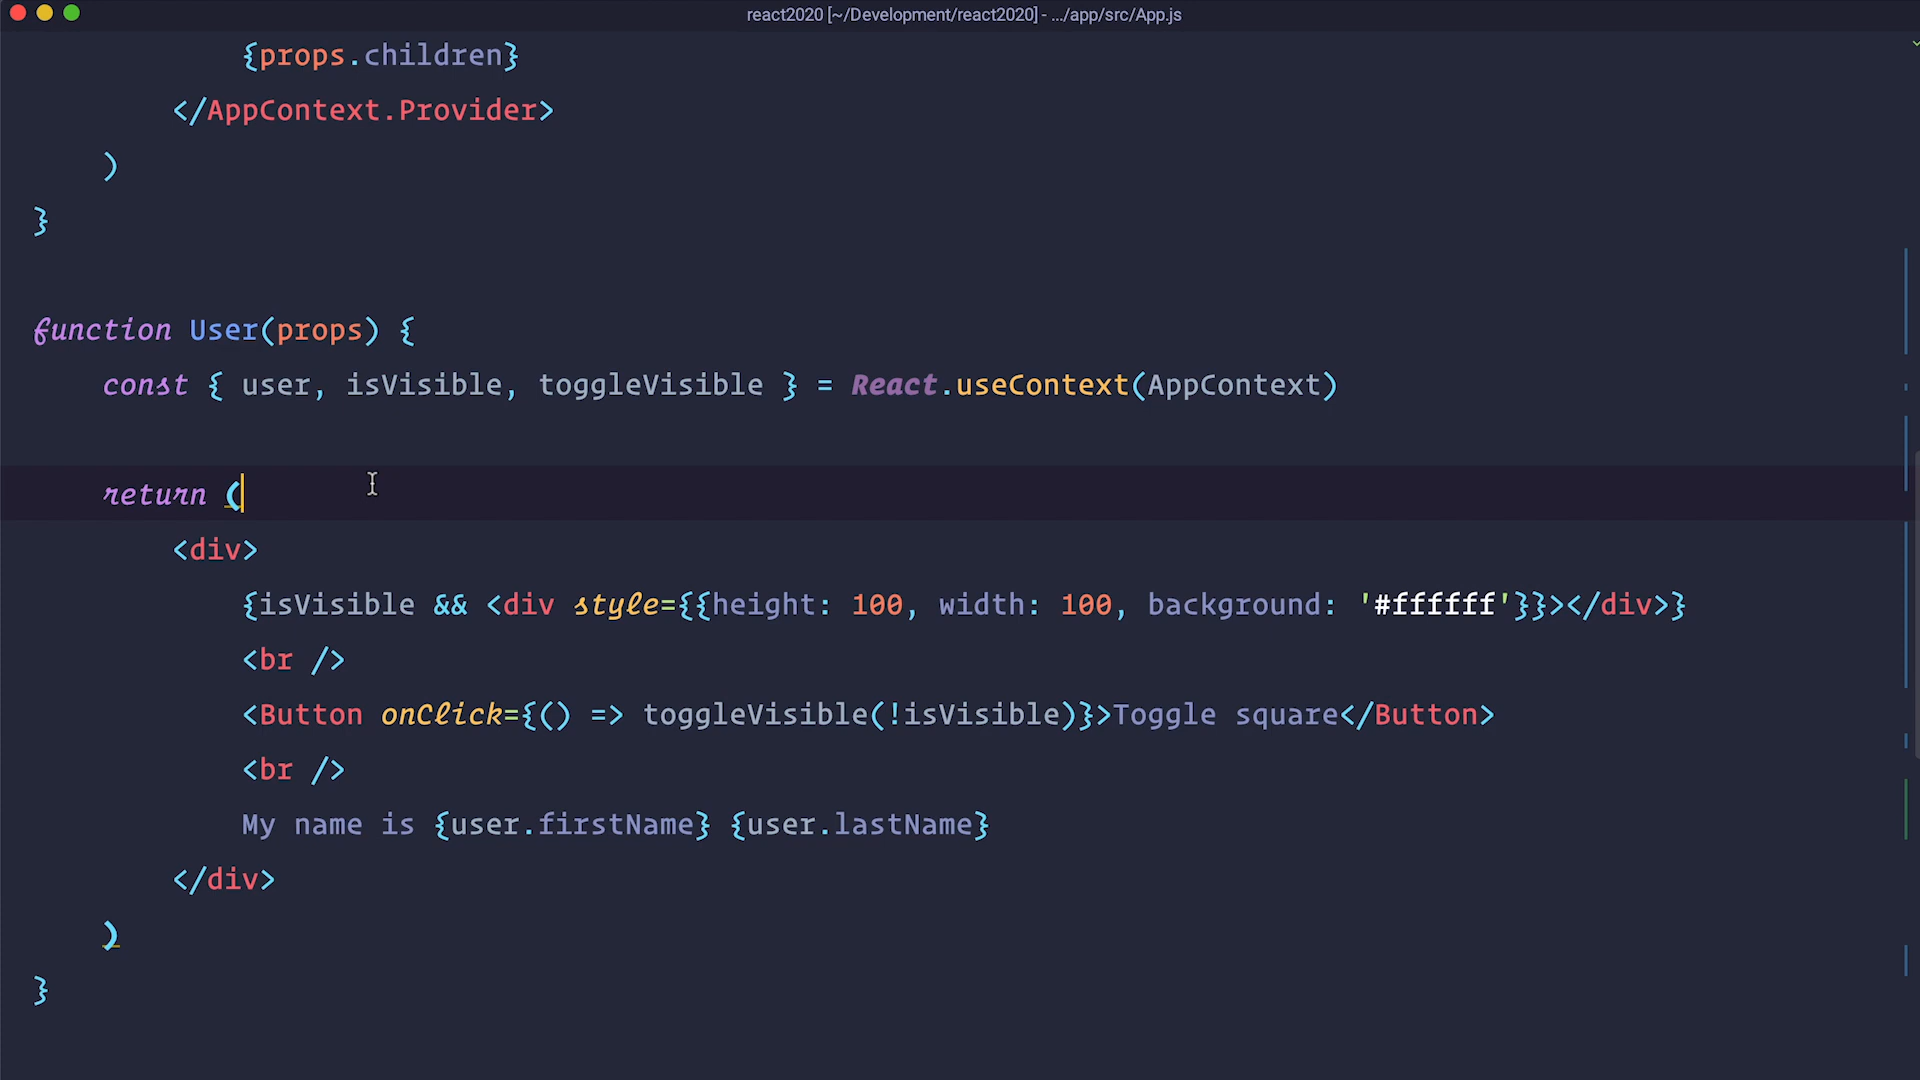 react2020 [~/Development/react2020] - .../app/src/App.js
{props.children}
</AppContext.Provider>
)
}
function User(props) {
const { user, isVisible, toggleVisible } = React.useContext(AppContext)
return (
<div>
{isVisible && <div style={{height: 100, width: 100, background: '#ffffff'}}></div>}
<br />
<Button onClick={() => toggleVisible(!isVisible)}>Toggle square</Button>
<br />
My name is {user.firstName} {user.lastName}
</div>
)
}